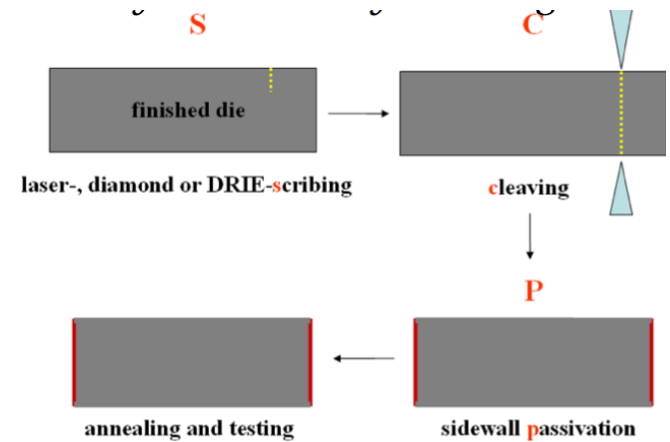 S
C
finished die
laser-, diamond or DRIE-scribing
cleaving
P
annealing and testing
sidewall passivation